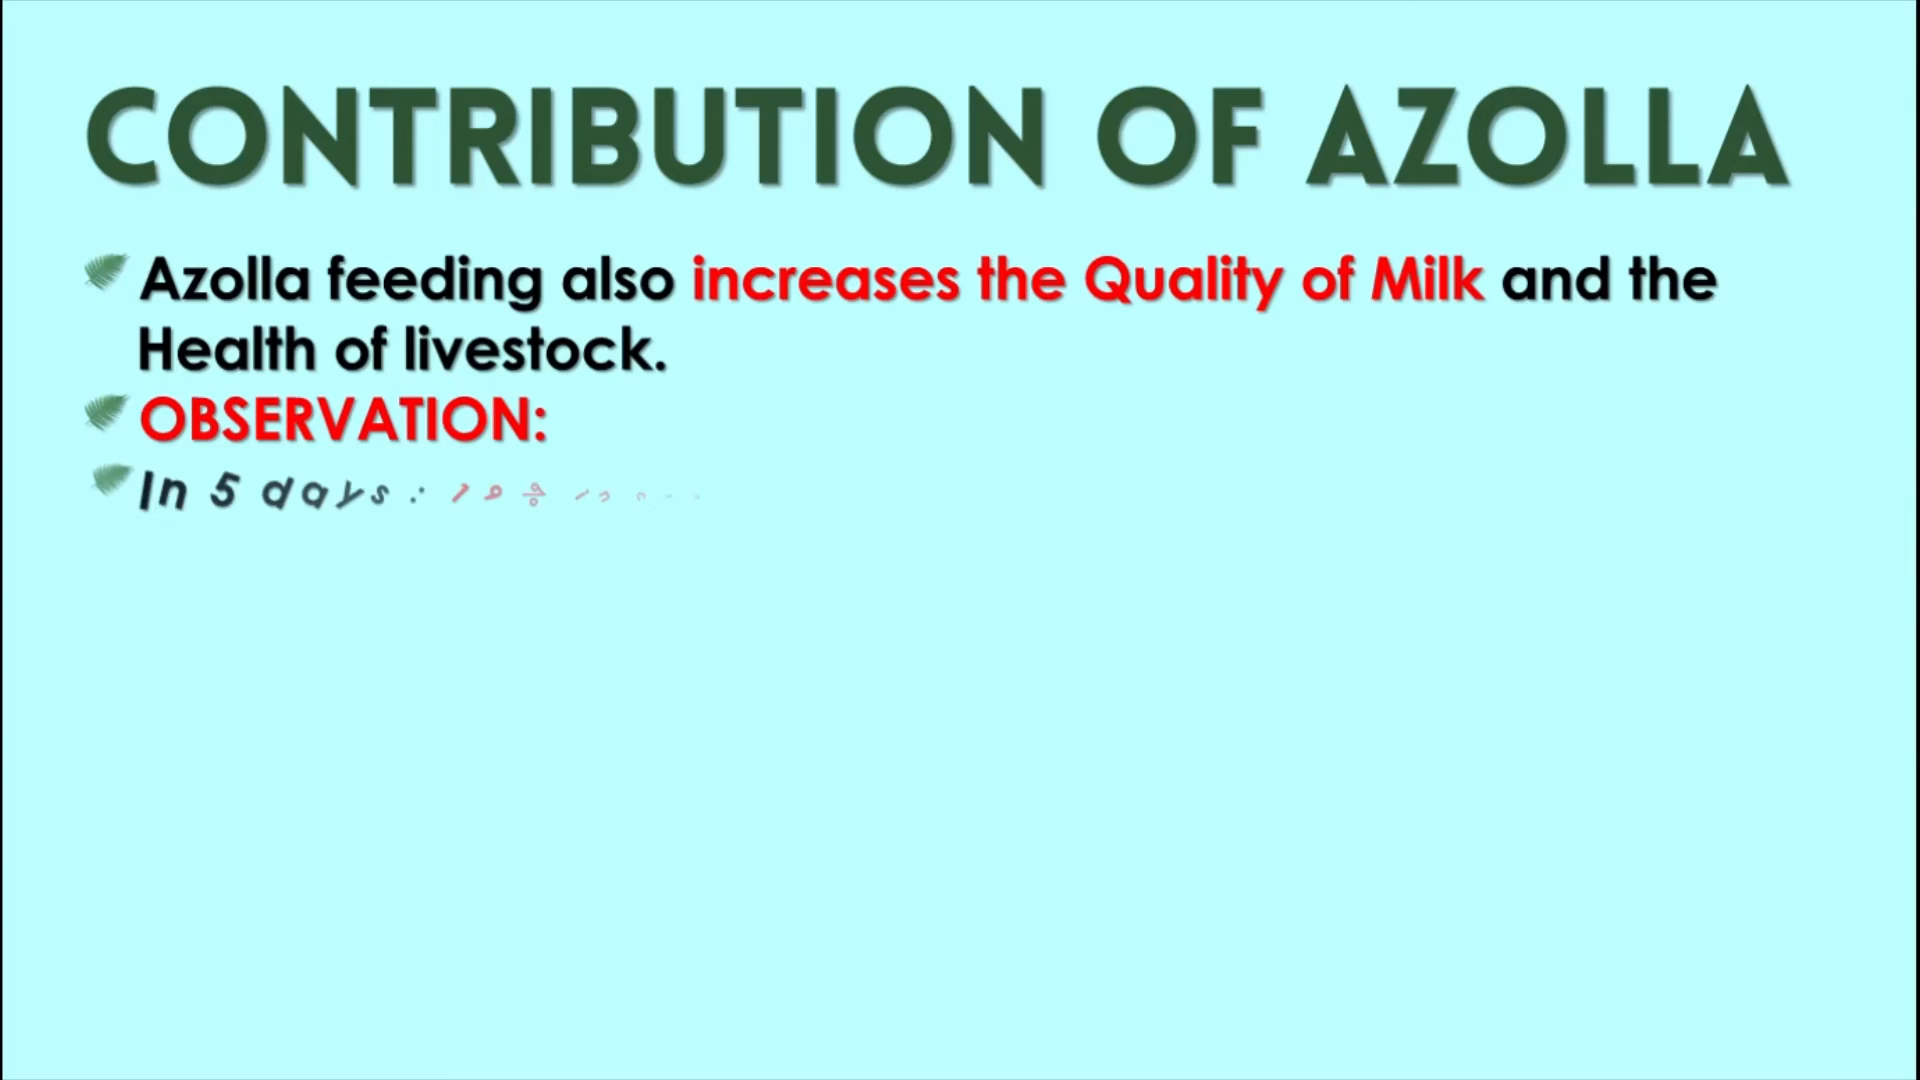 CONTRIBUTION OF AZOLLA
Azolla feeding also increases the Quality of Milk and the
Health of livestock.
OBSERVATION:
In 5 days :